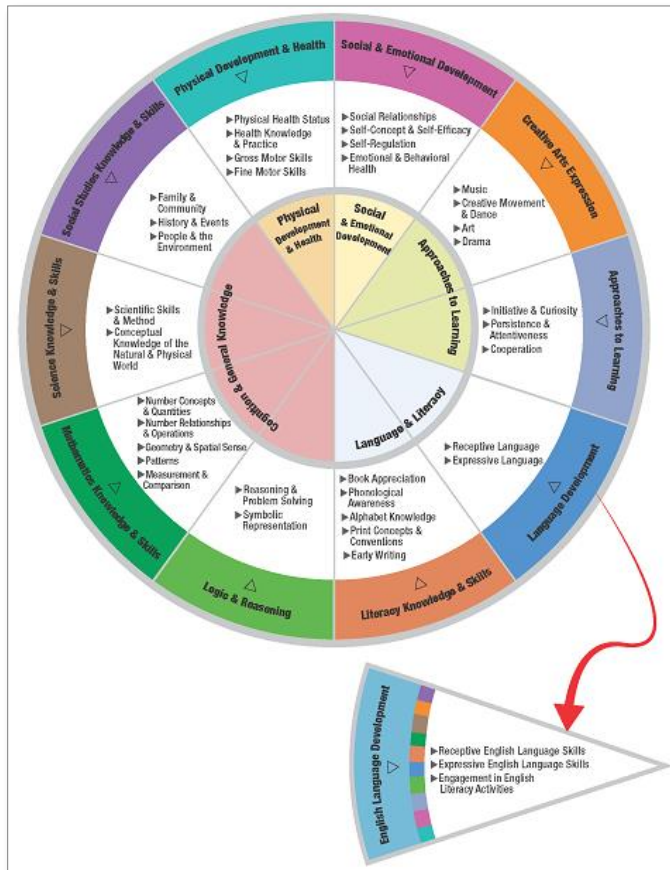 Physical Development & Health
▶Physical Health Status
▶Health Knowledge
& Practice
▶Gross Motor Skills
▶Fine Motor Skills
Social & Emotional Development
▶Social Relationships
▶Self-Concept & Self-Efficacy
▶Self-Regulation
▶Emotional & Behavioral
Health
Creative Arts Expression
▶Music
▶Creative Movement
& Dance
▶Art
▶Drama
Approaches to Learning
▶Initiative & Curiosity
▶Persistence &
Attentiveness
▶Cooperation
Language Development
▶Receptive Language
▶Expressive Language
Literacy Knowledge & Skills
▶Book Appreciation
▶Phonological
Awareness
▶Alphabet Knowledge
▶Print Concepts &
Conventions
▶Early Writing
Logic & Reasoning
▶Reasoning &
Problem Solving
▶Symbolic
Representation
Mathematics Knowledge & Skills
▶Number Concepts
& Quantities
▶Number Relationships
& Operations
▶Geometry & Spatial Sense
▶Patterns
▶Measurement &
Comparison
Science Knowledge & Skills
▶Scientific Skills
& Method
▶Conceptual
Knowledge of the
Natural & Physical
World
Social Studies Knowledge & Skills
▶Family &
Community
▶History & Events
▶People & the
Environment
Physical
Development
& Health
Social
& Emotional
Development
Approaches to Learning
Language & Literacy
Cognition & General Knowledge
English Language Development
▶Receptive English Language Skills
▶Expressive English Language Skills
▶Engagement in English
Literacy Activities